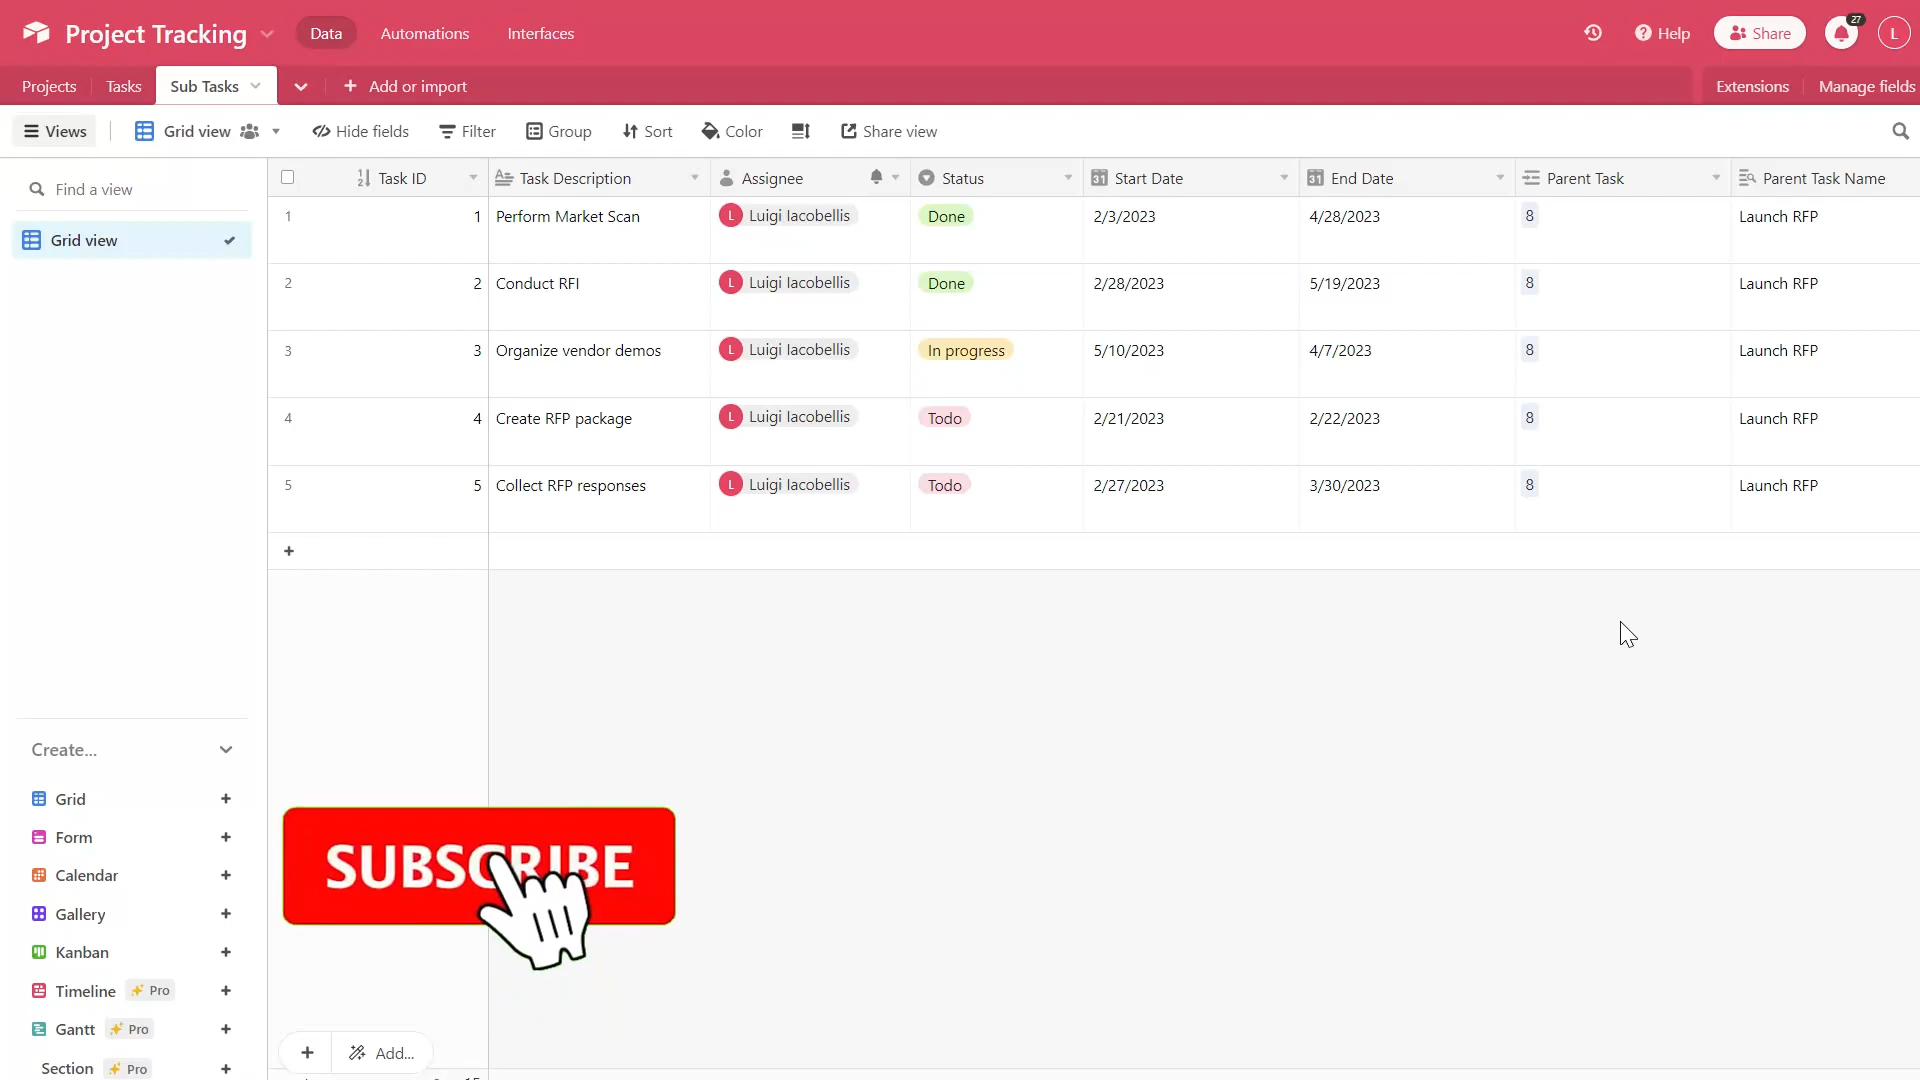 Project Tracking Data Automations Interfaces Help Share 27 L
Projects Tasks Sub Tasks Add or import Extensions Manage fields
Views Grid view Hide fields Filter Group Sort Color Share view
Find a view
Grid view
Task ID Task Description Assignee Status Start Date End Date Parent Task Parent Task Name
1 1 Perform Market Scan L Luigi Iacobellis Done 2/3/2023 4/28/2023 8 Launch RFP
2 2 Conduct RFI L Luigi Iacobellis Done 2/28/2023 5/19/2023 8 Launch RFP
3 3 Organize vendor demos L Luigi Iacobellis In progress 5/10/2023 4/7/2023 8 Launch RFP
4 4 Create RFP package L Luigi Iacobellis Todo 2/21/2023 2/22/2023 8 Launch RFP
5 5 Collect RFP responses L Luigi Iacobellis Todo 2/27/2023 3/30/2023 8 Launch RFP
+
Create...
Grid +
Form +
Calendar +
Gallery +
Kanban +
Timeline Pro +
Gantt Pro +
Section Pro +
SUBSCRIBE
+ Add...